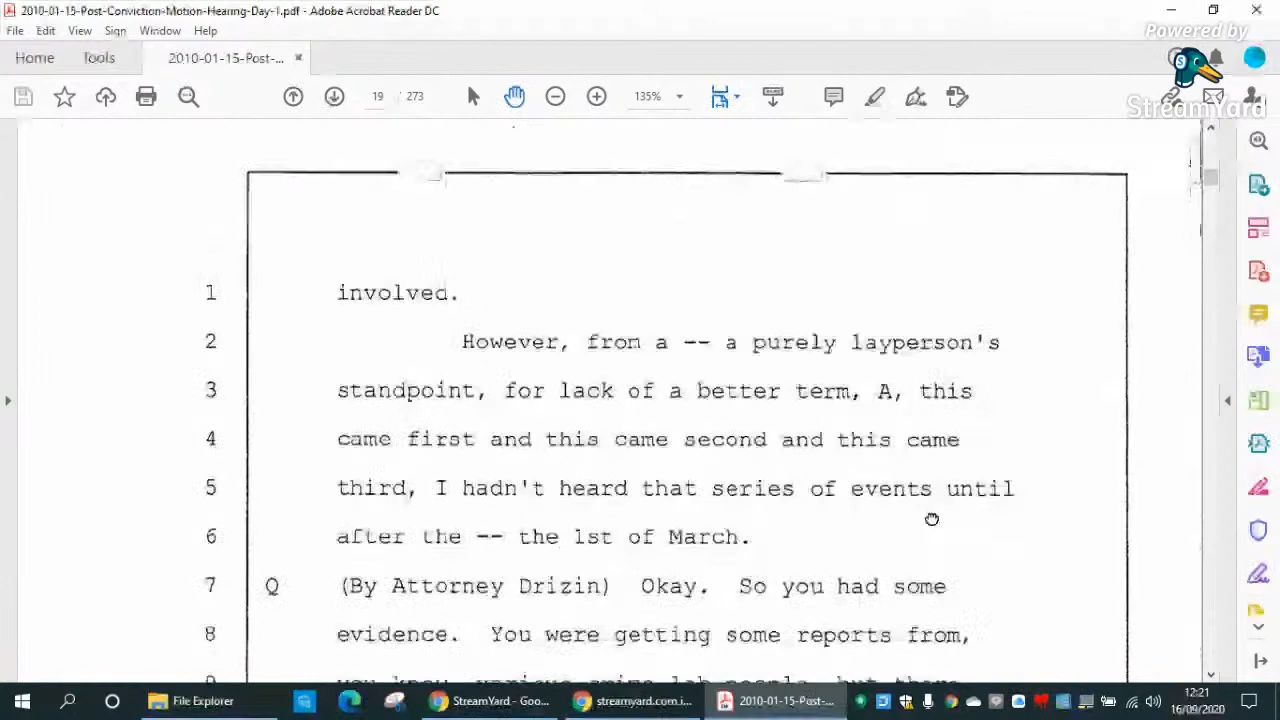 2010-01-15-Post-Conviction-Motion-Hearing-Day-1.pdf - Adobe Acrobat Reader DC
Powered by
File Edit View Sign Window Help
Home Tools 2010-01-15-Post-...
StreamYard
19 / 273 135%
1 involved.
2 However, from a -- a purely layperson's
3 standpoint, for lack of a better term, A, this
4 came first and this came second and this came
5 third, I hadn't heard that series of events until
6 after the -- the 1st of March.
7 Q (By Attorney Drizin) Okay. So you had some
8 evidence. You were getting some reports from,
File Explorer StreamYard - Goo... streamyard.com i... 2010-01-15-Post-... 12:21
16/09/2020